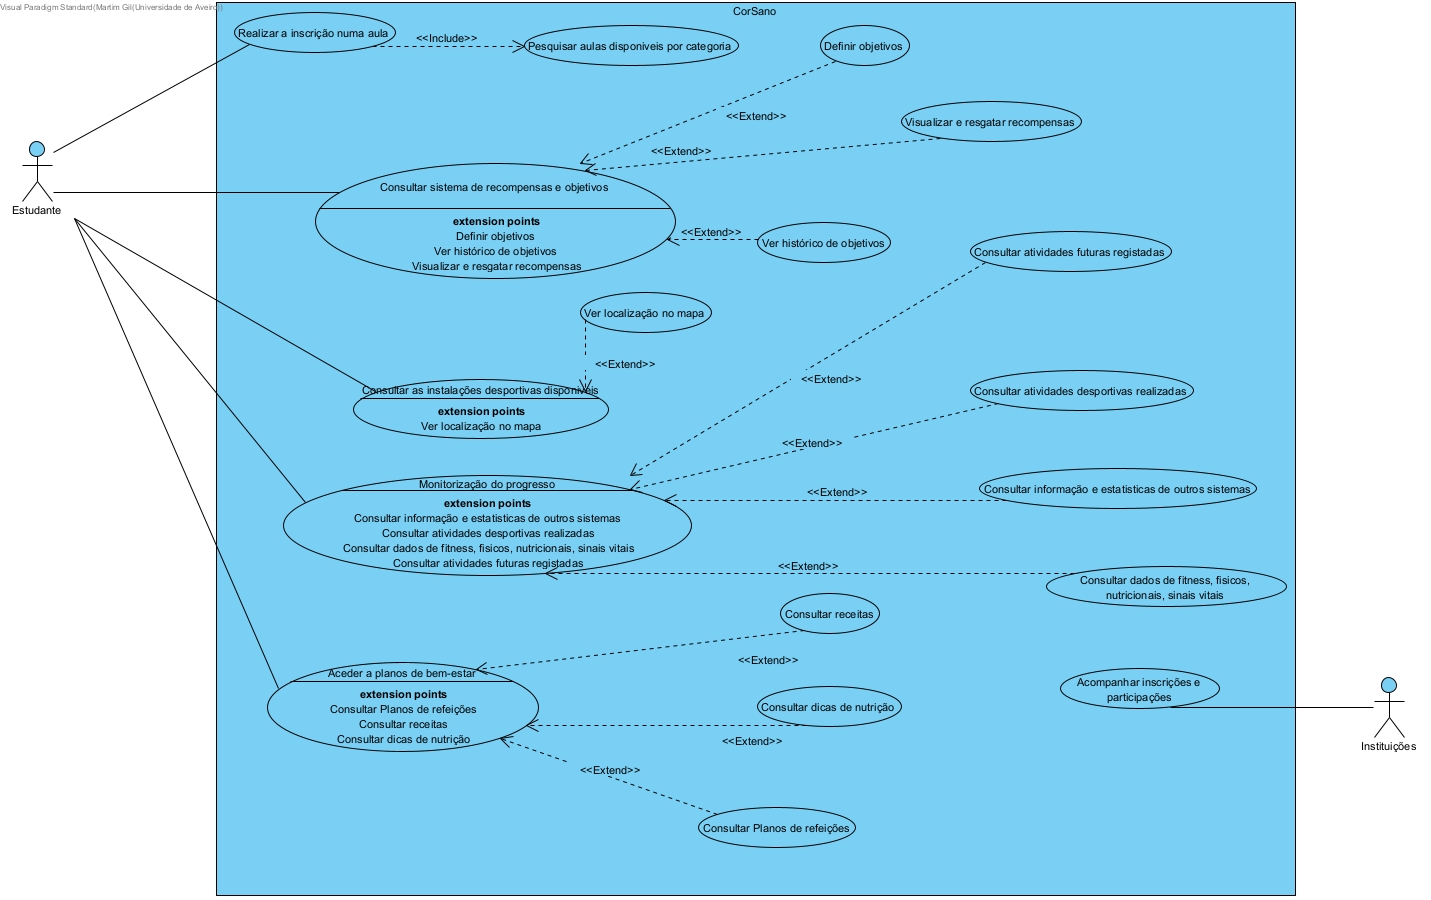 Visual Paradigm Standard(Martim Gil(Universidade de Aveiro))
CorSano
Realizar a inscrição numa aula
<<Include>>
Pesquisar aulas disponiveis por categoria
Definir objetivos
<<Extend>>
Visualizar e resgatar recompensas
<<Extend>>
Estudante
Consultar sistema de recompensas e objetivos
extension points
Definir objetivos
Ver histórico de objetivos
Visualizar e resgatar recompensas
<<Extend>>
Ver histórico de objetivos
Consultar atividades futuras registadas
Ver localização no mapa
<<Extend>>
<<Extend>>
Consultar as instalações desportivas disponiveis
extension points
Ver localização no mapa
Consultar atividades desportivas realizadas
<<Extend>>
Monitorização do progresso
extension points
Consultar informação e estatisticas de outros sistemas
Consultar atividades desportivas realizadas
Consultar dados de fitness, fisicos, nutricionais, sinais vitais
Consultar atividades futuras registadas
<<Extend>>
Consultar informação e estatisticas de outros sistemas
<<Extend>>
Consultar dados de fitness, fisicos,
nutricionais, sinais vitais
Consultar receitas
<<Extend>>
Aceder a planos de bem-estar
extension points
Consultar Planos de refeições
Consultar receitas
Consultar dicas de nutrição
Consultar dicas de nutrição
<<Extend>>
<<Extend>>
Consultar Planos de refeições
Acompanhar inscrições e
participações
Instituições